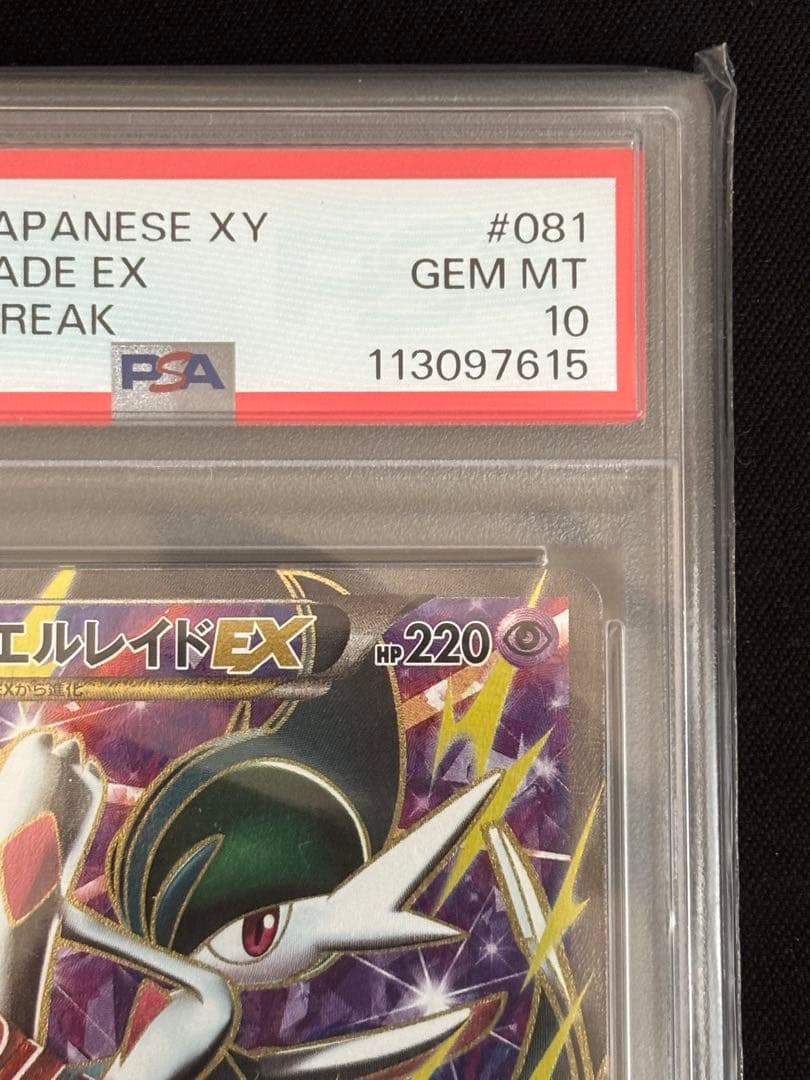 APANESE XY #081
ADE EX GEM MT
REAK 10
PSA 113097615
エルレイドEX HP220
EXから進化